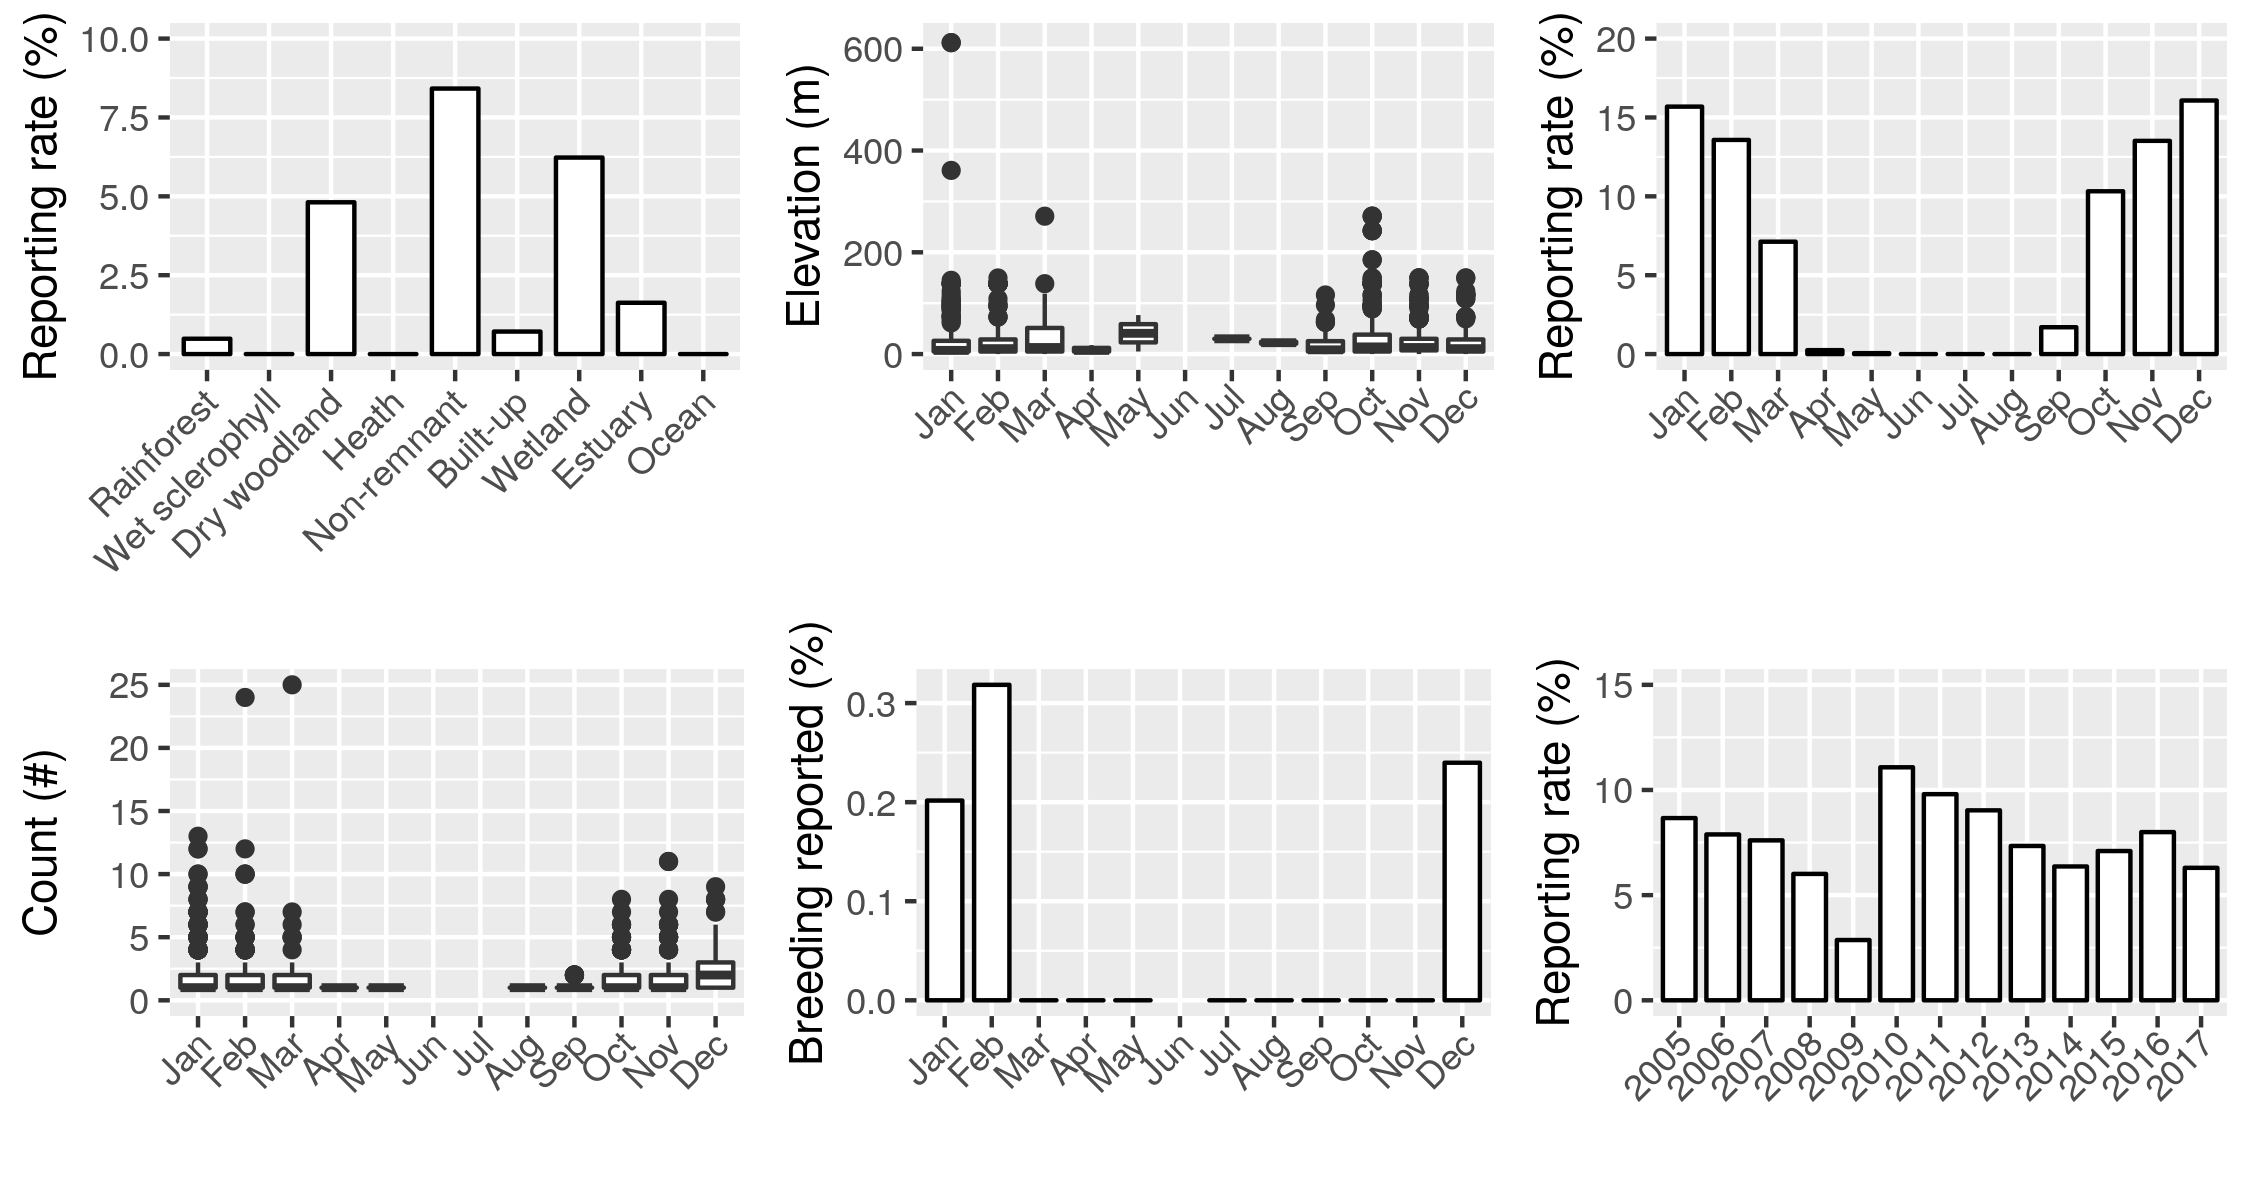 Reporting rate (%)
10.0
7.5
5.0
2.5
0.0
Rainforest
Wet sclerophyll
Dry woodland
Heath
Non-remnant
Built-up
Wetland
Estuary
Ocean
Elevation (m)
600
400
200
0
Jan
Feb
Mar
Apr
May
Jun
Jul
Aug
Sep
Oct
Nov
Dec
Reporting rate (%)
20
15
10
5
0
Jan
Feb
Mar
Apr
May
Jun
Jul
Aug
Sep
Oct
Nov
Dec
Count (#)
25
20
15
10
5
0
Jan
Feb
Mar
Apr
May
Jun
Jul
Aug
Sep
Oct
Nov
Dec
Breeding reported (%)
0.3
0.2
0.1
0.0
Jan
Feb
Mar
Apr
May
Jun
Jul
Aug
Sep
Oct
Nov
Dec
Reporting rate (%)
15
10
5
0
2005
2006
2007
2008
2009
2010
2011
2012
2013
2014
2015
2016
2017